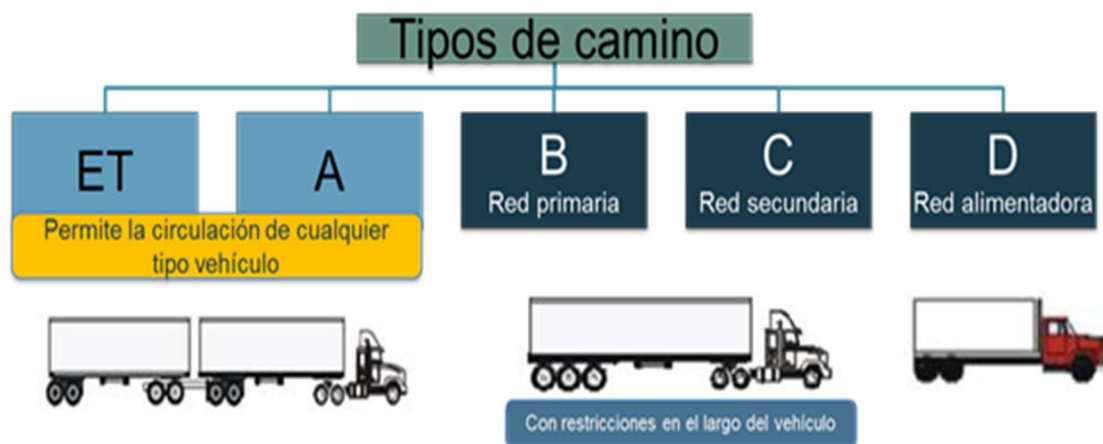 Tipos de camino
ET
A
Permite la circulación de cualquier
tipo vehículo
B
Red primaria
C
Red secundaria
D
Red alimentadora
Con restricciones en el largo del vehículo